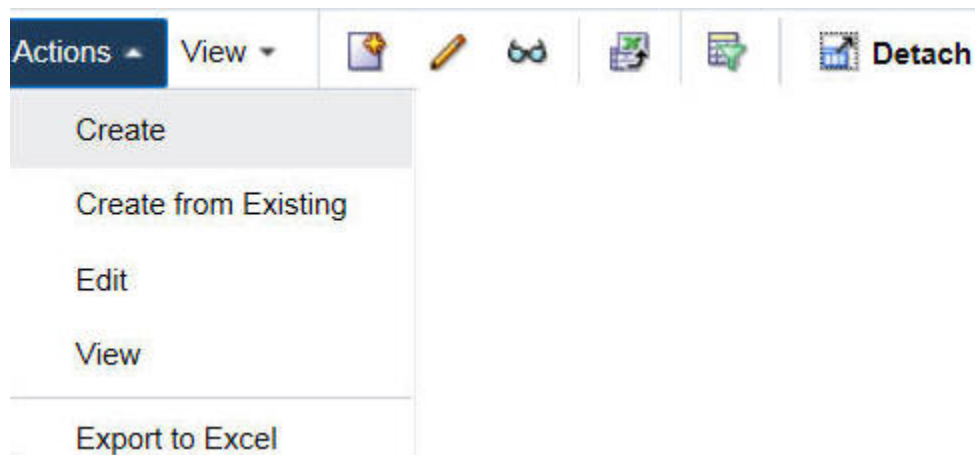 Actions View Detach
Create
Create from Existing
Edit
View
Export to Excel